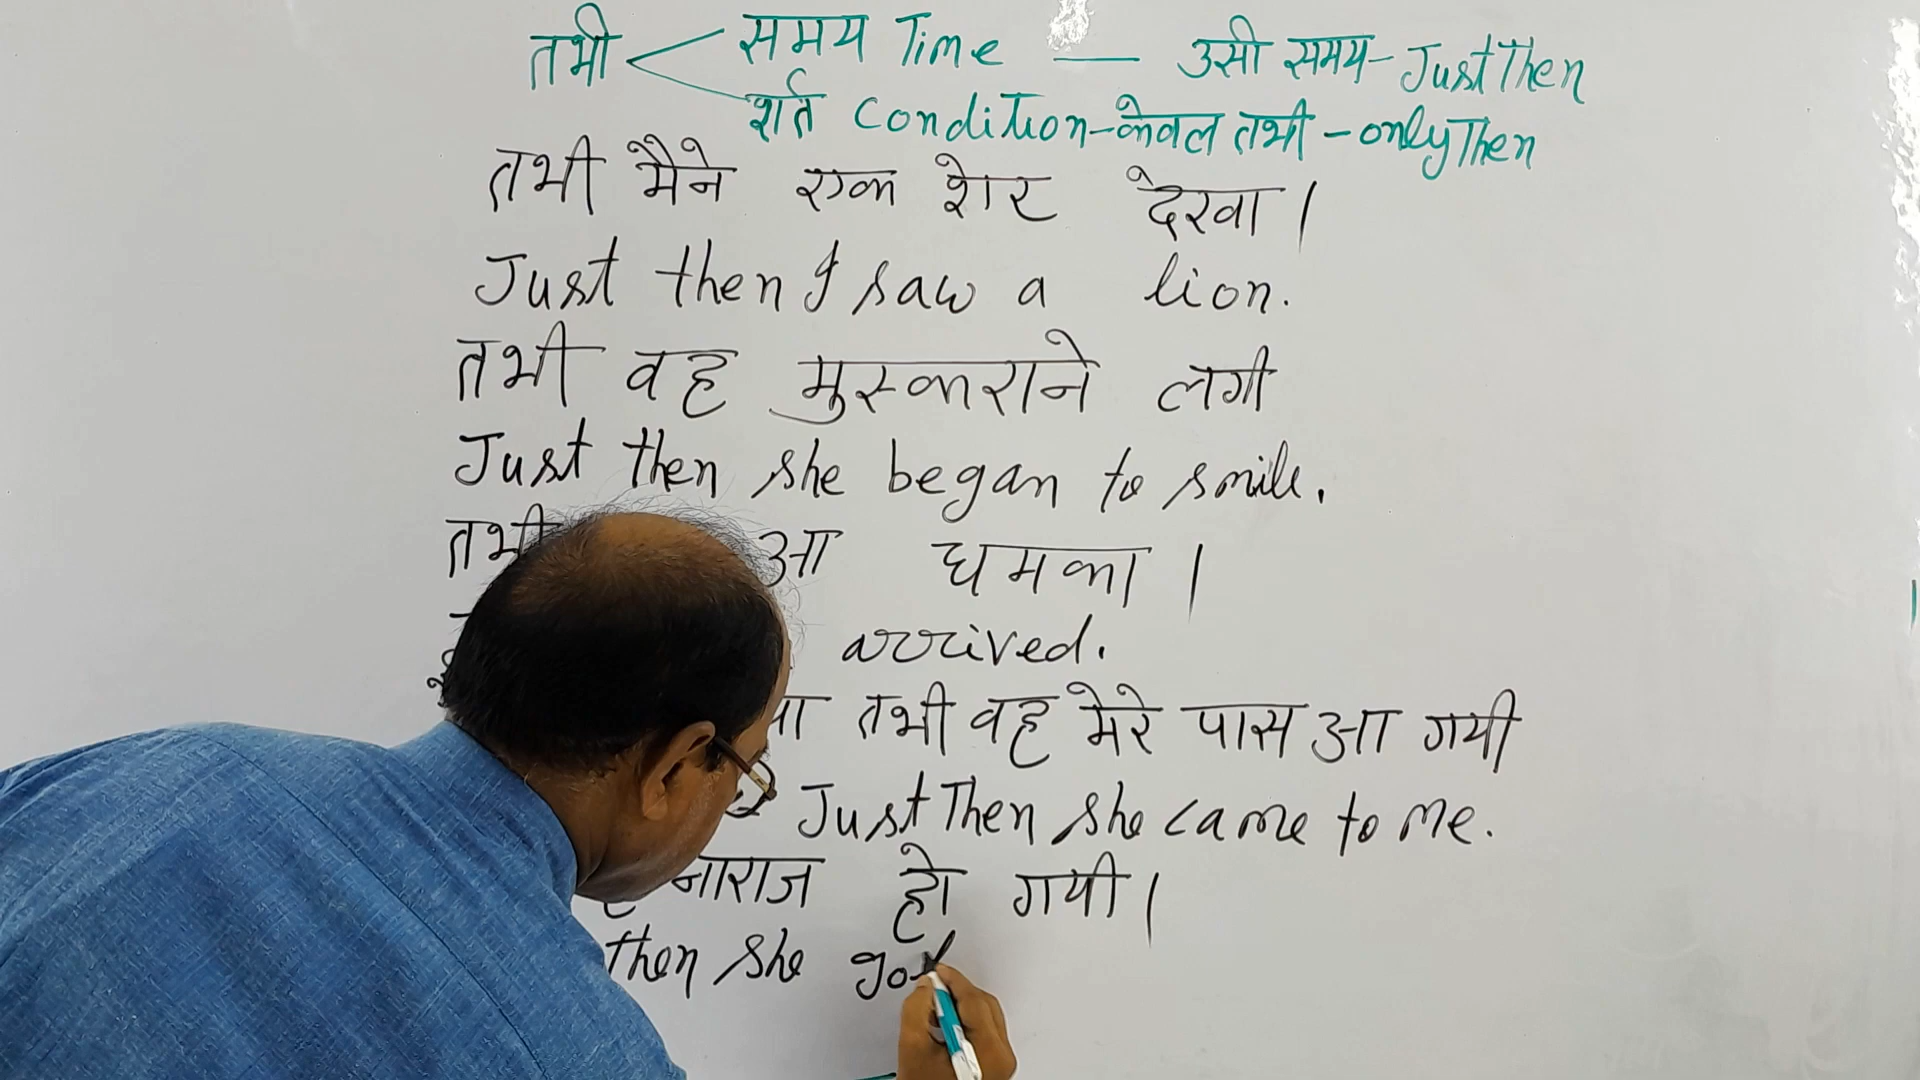 तभी समय Time — उसी समय - Just Then
शर्त Condition - केवल तभी - only Then
तभी मैने एक शेर देखा।
Just then I saw a lion.
तभी वह मुस्कराने लगी
Just then she began to smile.
तभी आ धमका।
arrived.
तभी वह मेरे पास आ गयी
Just Then she came to me.
नाराज हो गयी।
then she got